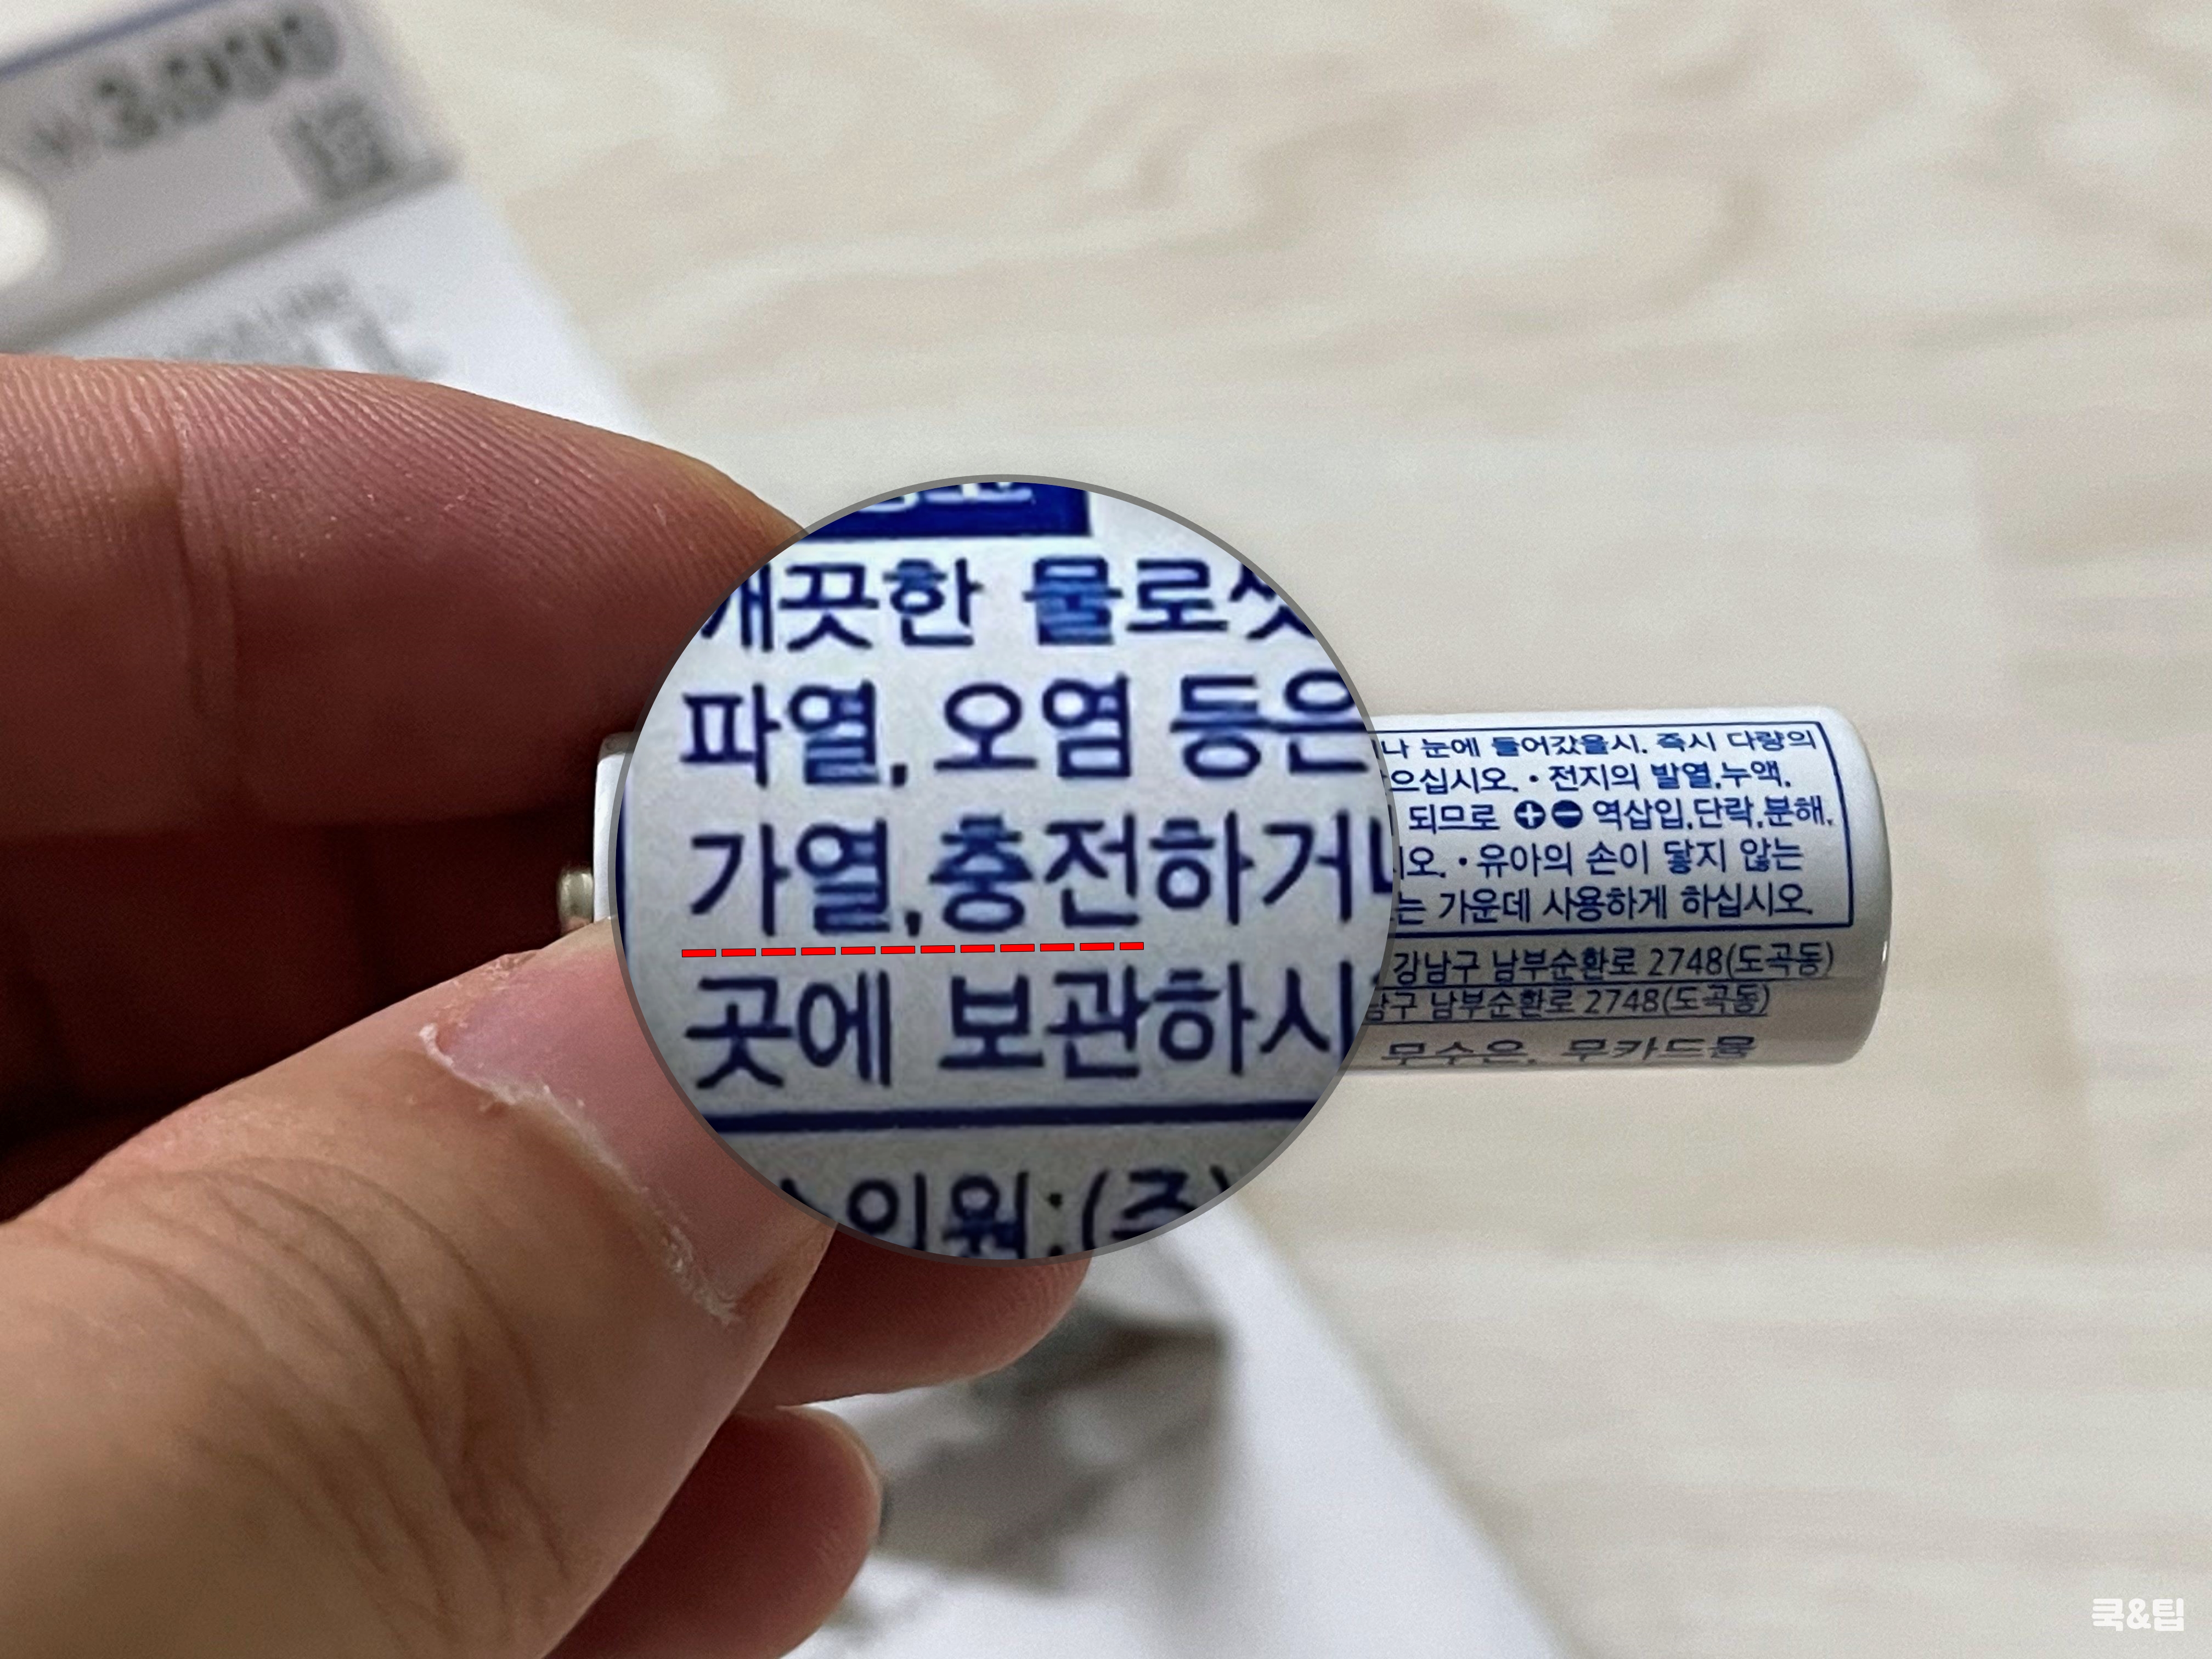 ₩3,000
깨끗한 물로 씻
나 눈에 들어갔을시, 즉시 다량의
파열, 오염 등은
으십시오. • 전지의 발열,누액,
가열,충전하거나
되므로 ⊕⊖ 역삽입,단락,분해,
곳에 보관하시
시오. • 유아의 손이 닿지 않는
는 가운데 사용하게 하십시오.
의원:(주)
강남구 남부순환로 2748(도곡동)
남구 남부순환로 2748(도곡동)
무수은, 무카드뮴
쿡&팁